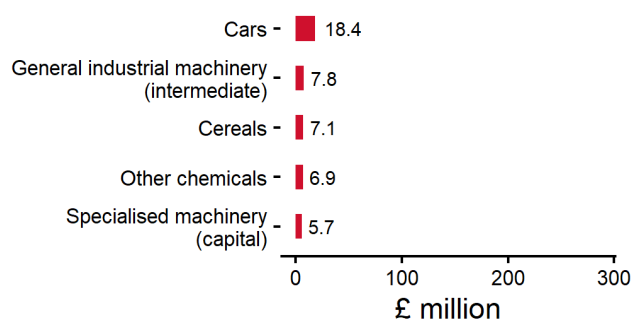 Cars 18.4
General industrial machinery
(intermediate) 7.8
Cereals 7.1
Other chemicals 6.9
Specialised machinery
(capital) 5.7
0 100 200 300
£ million